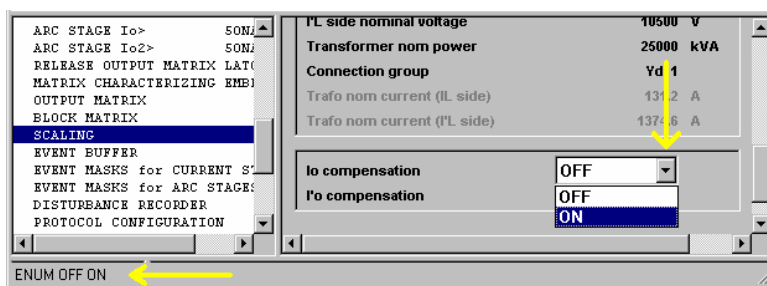 ARC STAGE Io>
ARC STAGE Io2>
RELEASE OUTPUT MATRIX
MATRIX CHARACTERIZING
OUTPUT MATRIX
BLOCK MATRIX
SCALING
EVENT BUFFER
EVENT MASKS for CURRENT
EVENT MASKS for ARC STAGES
DISTURBANCE RECORDER
PROTOCOL CONFIGURATION
I'L side nominal voltage 10500 V
Transformer nom power 25000 kVA
Connection group
Trafo nom current (IL side) A
Trafo nom current (I'L side) A
Io compensation OFF
I'o compensation OFF
ON
ENUM OFF ON